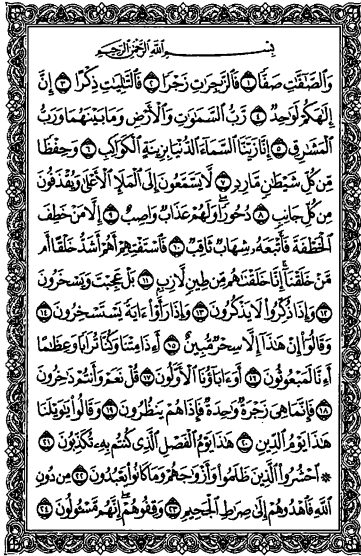 بِسْمِ ٱللَّهِ ٱلرَّحْمَٰنِ ٱلرَّحِيمِ
وَٱلصَّٰٓفَّٰتِ صَفًّا ١ فَٱلزَّٰجِرَٰتِ زَجْرًا ٢ فَٱلتَّٰلِيَٰتِ ذِكْرًا ٣ إِنَّ
إِلَٰهَكُمْ لَوَٰحِدٌ ٤ رَّبُّ ٱلسَّمَٰوَٰتِ وَٱلْأَرْضِ وَمَا بَيْنَهُمَا وَرَبُّ
ٱلْمَشَٰرِقِ ٥ إِنَّا زَيَّنَّا ٱلسَّمَآءَ ٱلدُّنْيَا بِزِينَةٍ ٱلْكَوَاكِبِ ٦ وَحِفْظًا
مِّن كُلِّ شَيْطَٰنٍ مَّارِدٍ ٧ لَّا يَسَّمَّعُونَ إِلَى ٱلْمَلَإِ ٱلْأَعْلَىٰ وَيُقْذَفُونَ
مِن كُلِّ جَانِبٍ ٨ دُحُورًا ۖ وَلَهُمْ عَذَابٌ وَاصِبٌ ٩ إِلَّا مَنْ خَطِفَ
ٱلْخَطْفَةَ فَأَتْبَعَهُۥ شِهَابٌ ثَاقِبٌ ١٠ فَٱسْتَفْتِهِمْ أَهُمْ أَشَدُّ خَلْقًا أَم
مَّنْ خَلَقْنَآ ۚ إِنَّا خَلَقْنَٰهُم مِّن طِينٍ لَّازِبٍۭ ١١ بَلْ عَجِبْتَ وَيَسْخَرُونَ
١٢ وَإِذَا ذُكِّرُوا۟ لَا يَذْكُرُونَ ١٣ وَإِذَا رَأَوْا۟ ءَايَةً يَسْتَسْخِرُونَ ١٤
وَقَالُوٓا۟ إِنْ هَٰذَآ إِلَّا سِحْرٌ مُّبِينٌ ١٥ أَءِذَا مِتْنَا وَكُنَّا تُرَابًا وَعِظَٰمًا
أَءِنَّا لَمَبْعُوثُونَ ١٦ أَوَءَابَآؤُنَا ٱلْأَوَّلُونَ ١٧ قُلْ نَعَمْ وَأَنتُمْ دَٰخِرُونَ
١٨ فَإِنَّمَا هِىَ زَجْرَةٌ وَٰحِدَةٌ فَإِذَا هُمْ يَنظُرُونَ ١٩ وَقَالُوا۟ يَٰوَيْلَنَا
هَٰذَا يَوْمُ ٱلدِّينِ ٢٠ هَٰذَا يَوْمُ ٱلْفَصْلِ ٱلَّذِى كُنتُم بِهِۦ تُكَذِّبُونَ ٢١
۞ ٱحْشُرُوا۟ ٱلَّذِينَ ظَلَمُوا۟ وَأَزْوَٰجَهُمْ وَمَا كَانُوا۟ يَعْبُدُونَ ٢٢ مِن دُونِ
ٱللَّهِ فَٱهْدُوهُمْ إِلَىٰ صِرَٰطِ ٱلْجَحِيمِ ٢٣ وَقِفُوهُمْ ۖ إِنَّهُم مَّسْـُٔولُونَ ٢٤